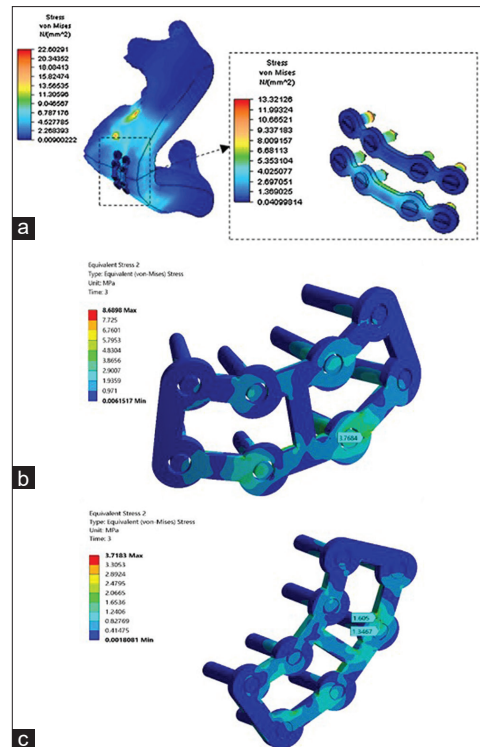 Stress
von Mises
N/(mm^2)
22.60291
20.34352
18.08413
15.82474
13.56535
11.30596
9.046567
6.787176
4.527785
2.268393
0.00900222
Stress
von Mises
N/(mm^2)
13.32126
11.99324
10.66521
9.337183
8.009157
6.68113
5.353104
4.025077
2.697051
1.369025
0.04099814
a
Equivalent Stress 2
Type: Equivalent (von-Mises) Stress
Unit: MPa
Time: 3
8.6898 Max
7.725
6.7601
5.7953
4.8304
3.8656
2.9007
1.9359
0.971
0.0061517 Min
3.7684
b
Equivalent Stress 2
Type: Equivalent (von-Mises) Stress
Unit: MPa
Time: 3
3.7183 Max
3.3053
2.8924
2.4795
2.0665
1.6536
1.2406
0.82769
0.41475
0.0018081 Min
1.605
1.3467
c